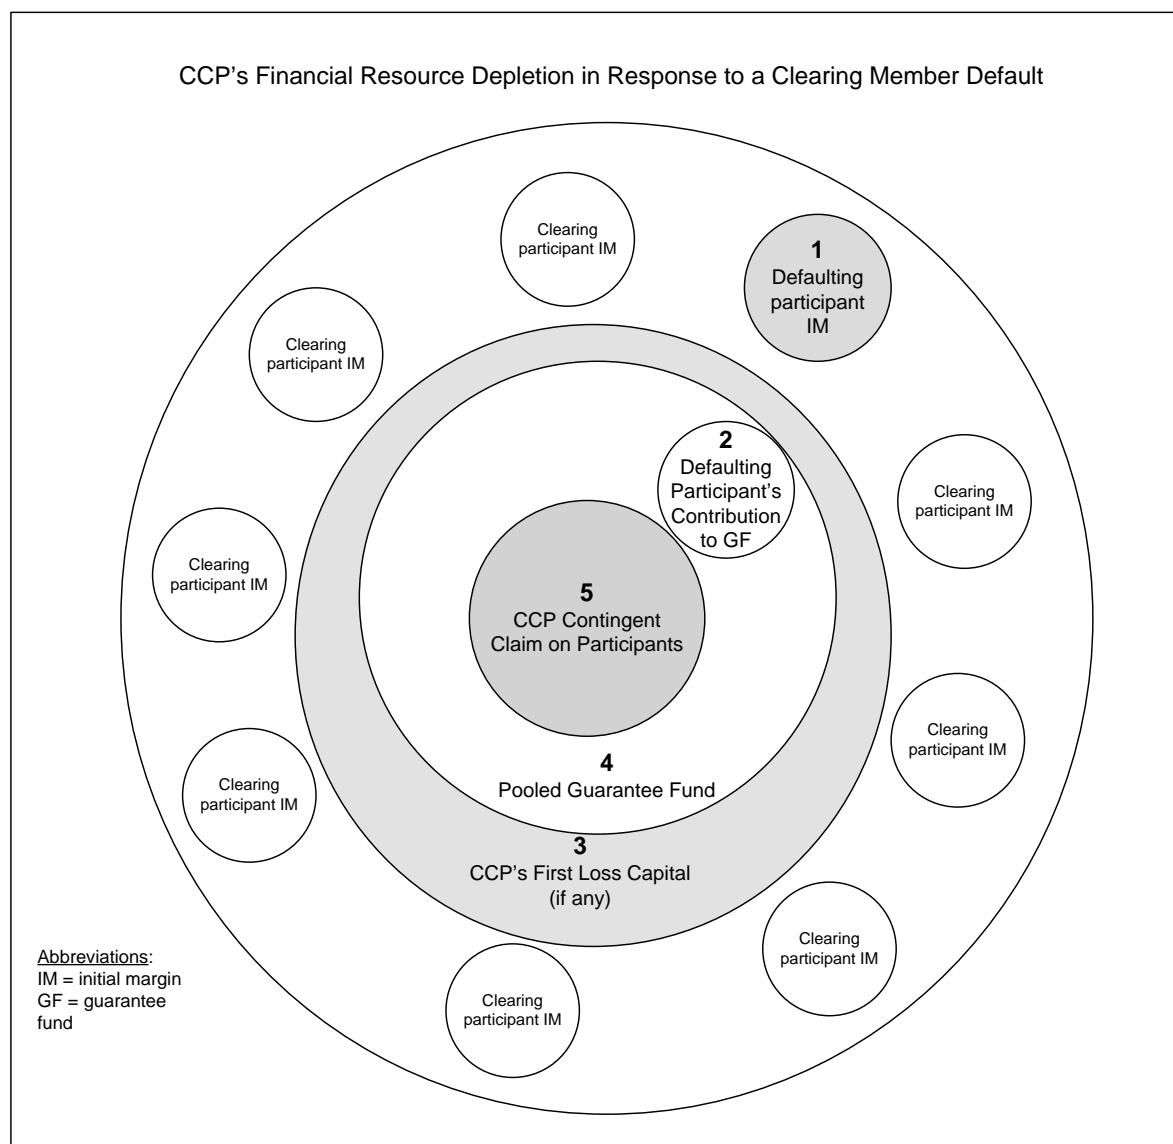 CCP's Financial Resource Depletion in Response to a Clearing Member Default
Clearing
participant IM
1
Defaulting
participant
IM
Clearing
participant IM
2
Defaulting
Participant's
Contribution
to GF
Clearing
participant IM
Clearing
participant IM
5
CCP Contingent
Claim on Participants
Clearing
participant IM
4
Pooled Guarantee Fund
Clearing
participant IM
3
CCP's First Loss Capital
(if any)
Clearing
participant IM
Clearing
participant IM
Abbreviations:
IM = initial margin
GF = guarantee
fund